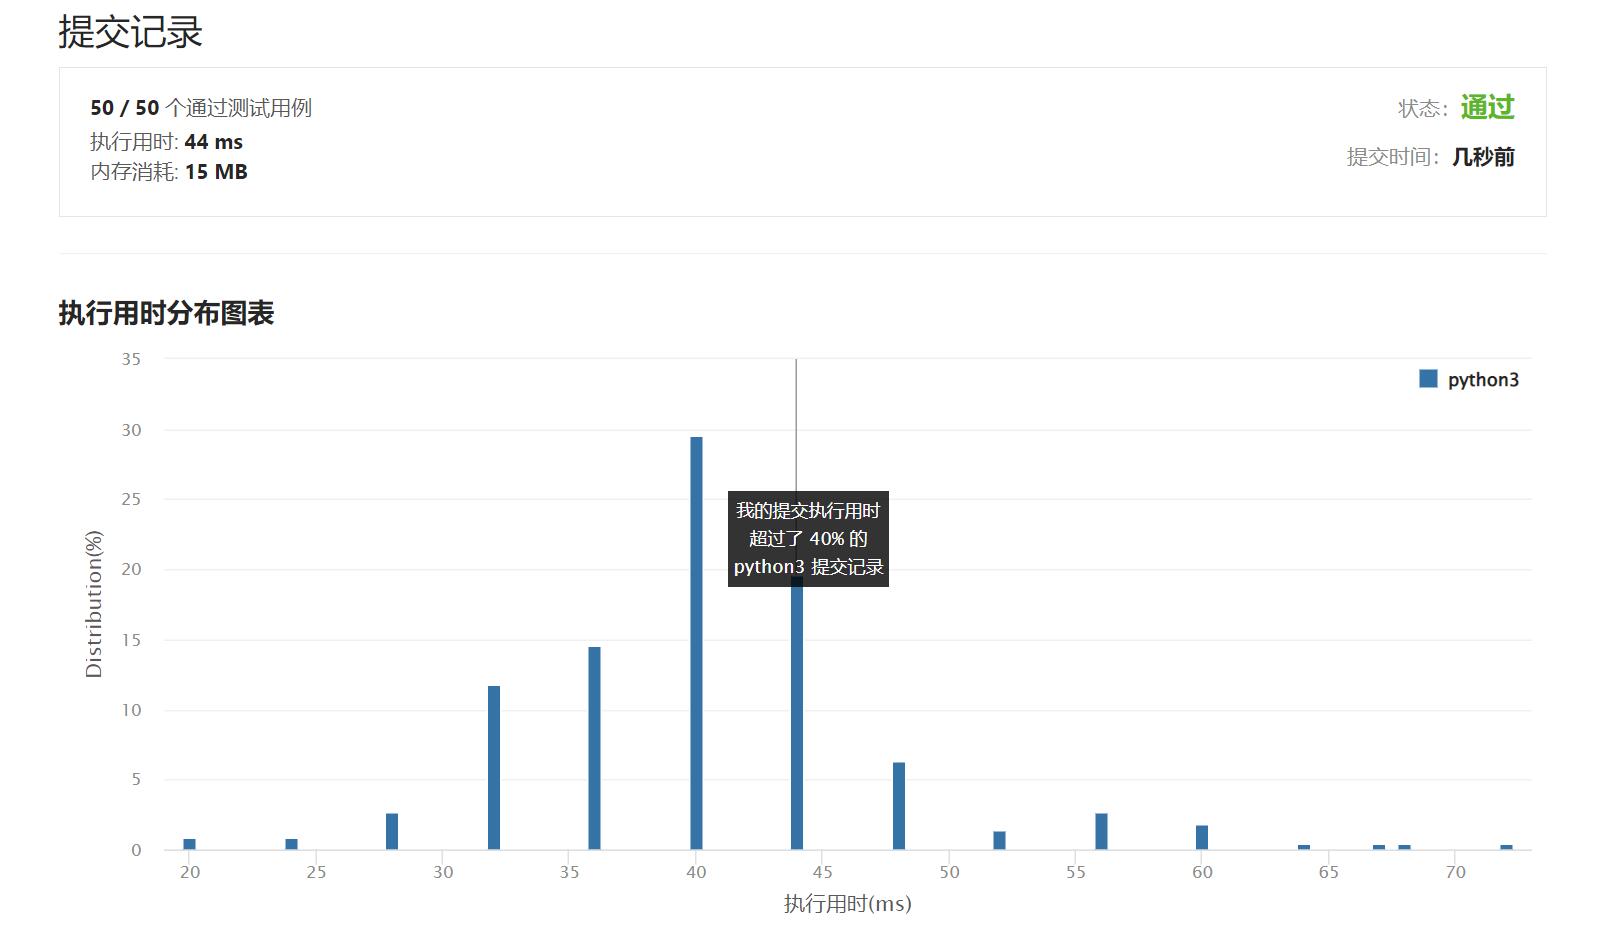 提交记录
50 / 50 个通过测试用例
状态：通过
执行用时: 44 ms
提交时间：几秒前
内存消耗: 15 MB
执行用时分布图表
35
30
25
20
15
10
5
0
Distribution(%)
python3
我的提交执行用时
超过了 40% 的
python3 提交记录
20 25 30 35 40 45 50 55 60 65 70
执行用时(ms)